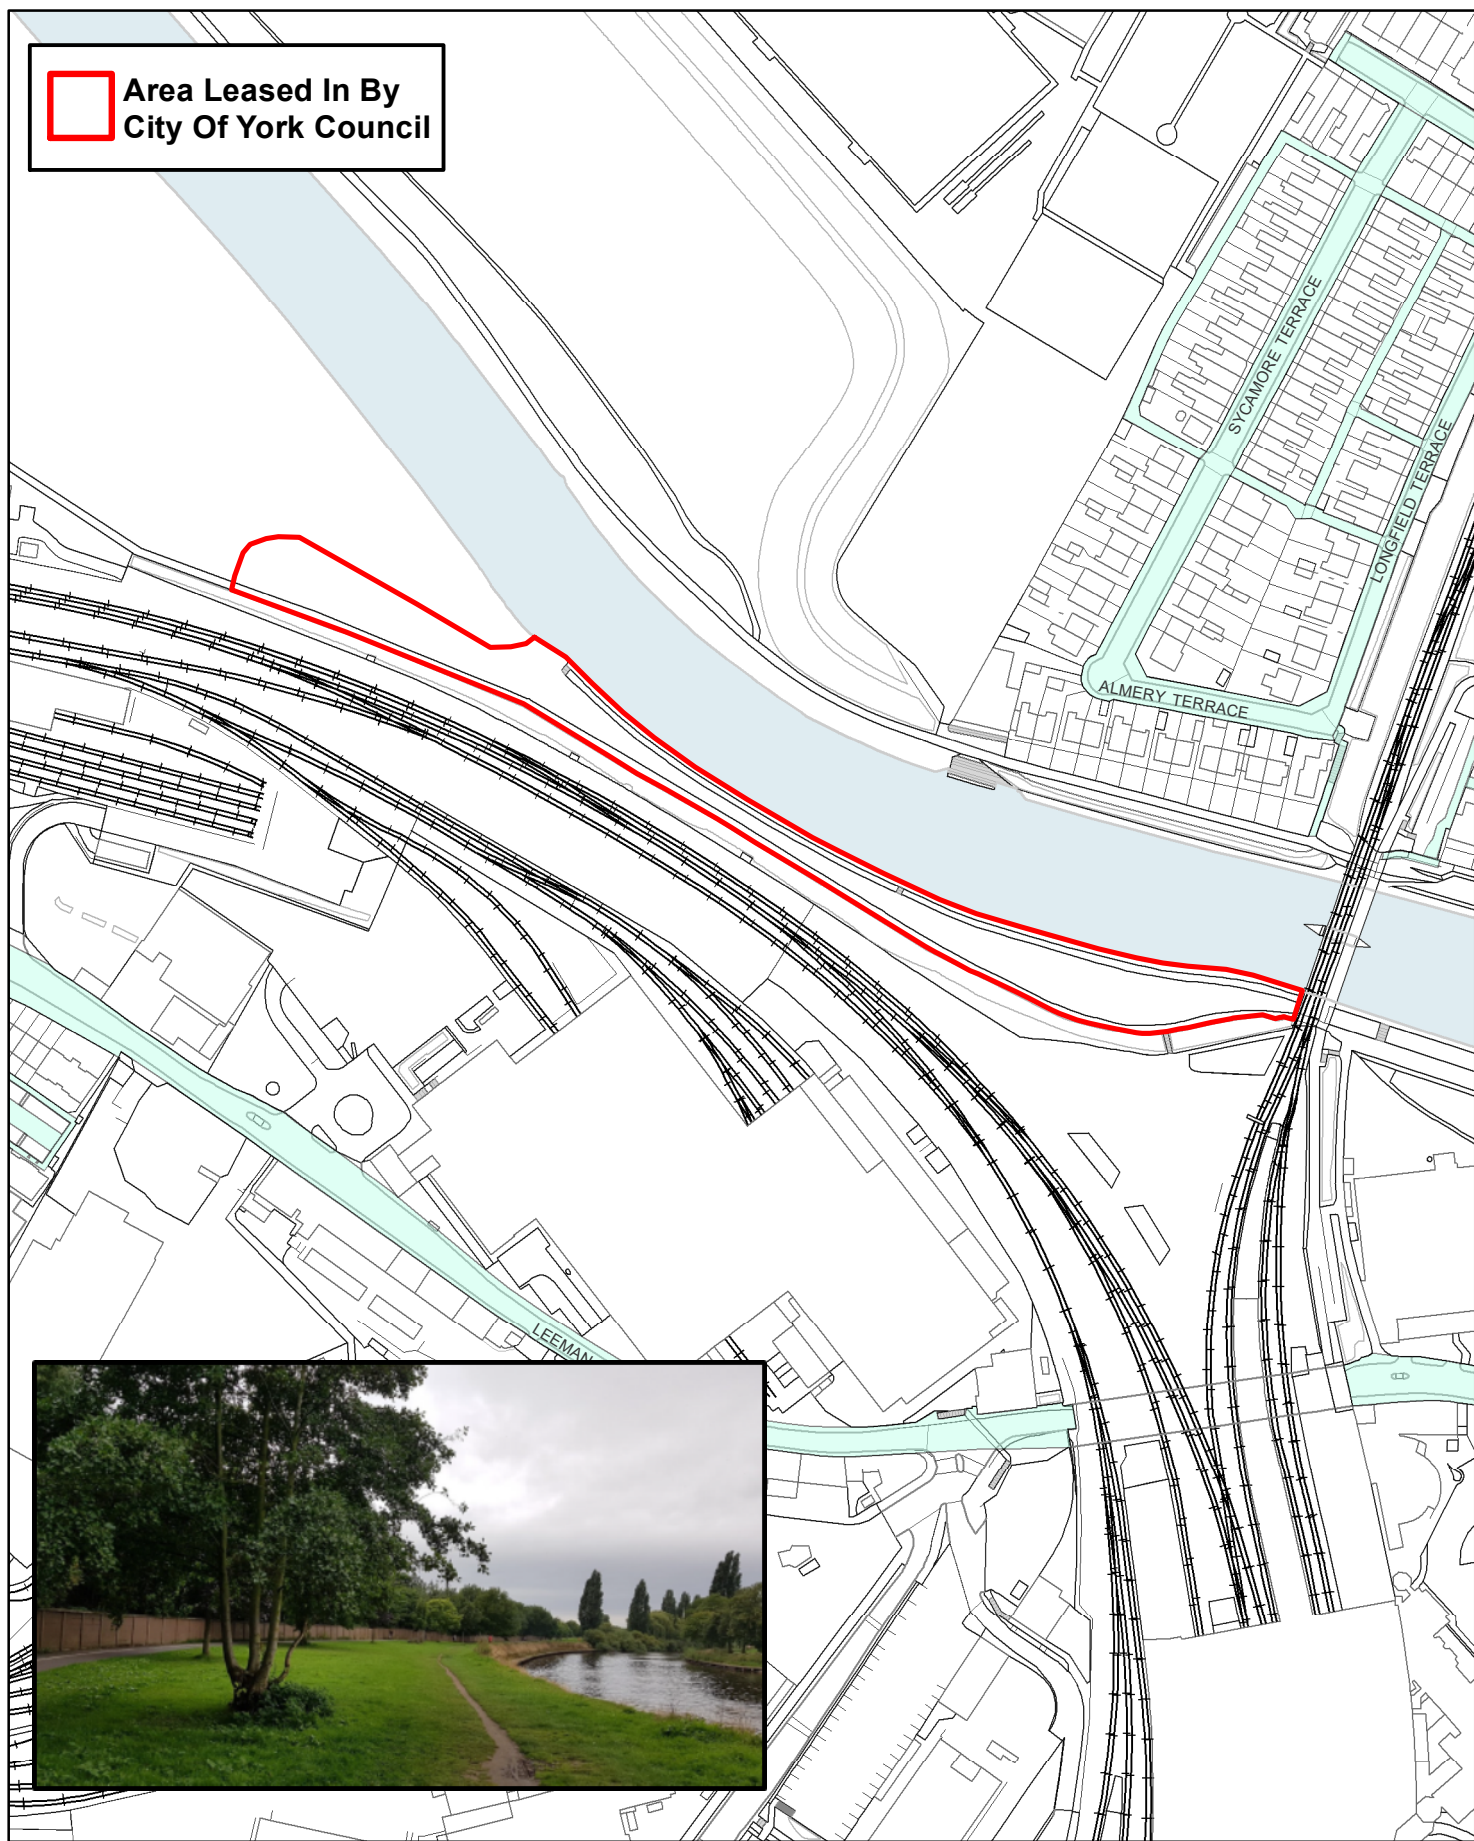 Area Leased In By
City Of York Council
SYCAMORE TERRACE
LONGFIELD TERRACE
ALMERY TERRACE
LEEMAN